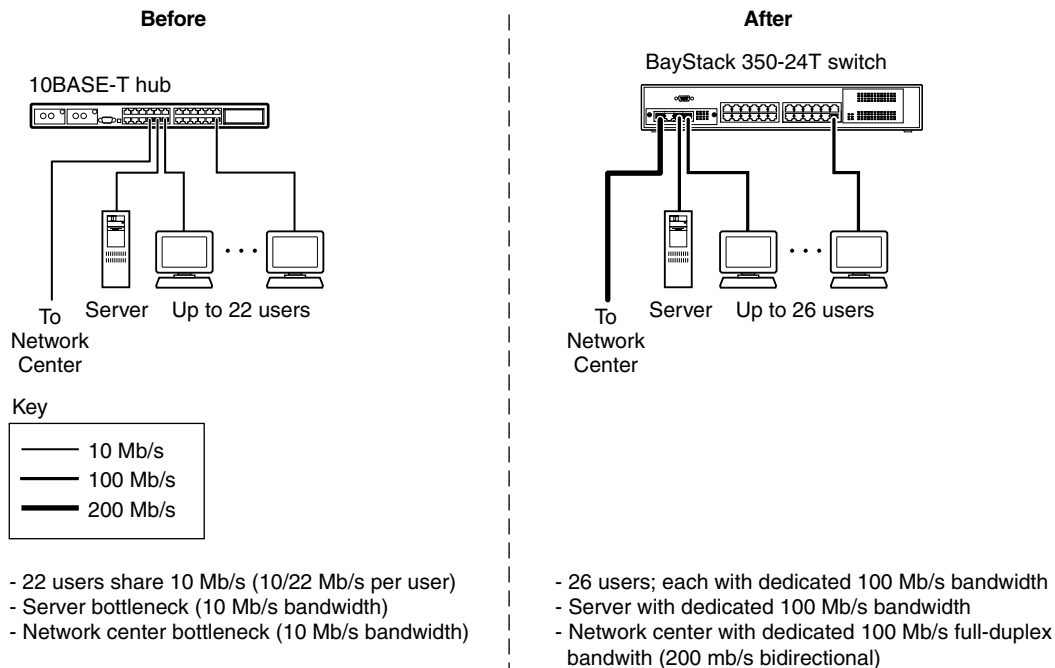 Before
After
10BASE-T hub
BayStack 350-24T switch
Server
Up to 22 users
To
Network
Center
Server
Up to 26 users
To
Network
Center
Key
10 Mb/s
100 Mb/s
200 Mb/s
- 22 users share 10 Mb/s (10/22 Mb/s per user)
- Server bottleneck (10 Mb/s bandwidth)
- Network center bottleneck (10 Mb/s bandwidth)
- 26 users; each with dedicated 100 Mb/s bandwidth
- Server with dedicated 100 Mb/s bandwidth
- Network center with dedicated 100 Mb/s full-duplex
bandwith (200 mb/s bidirectional)